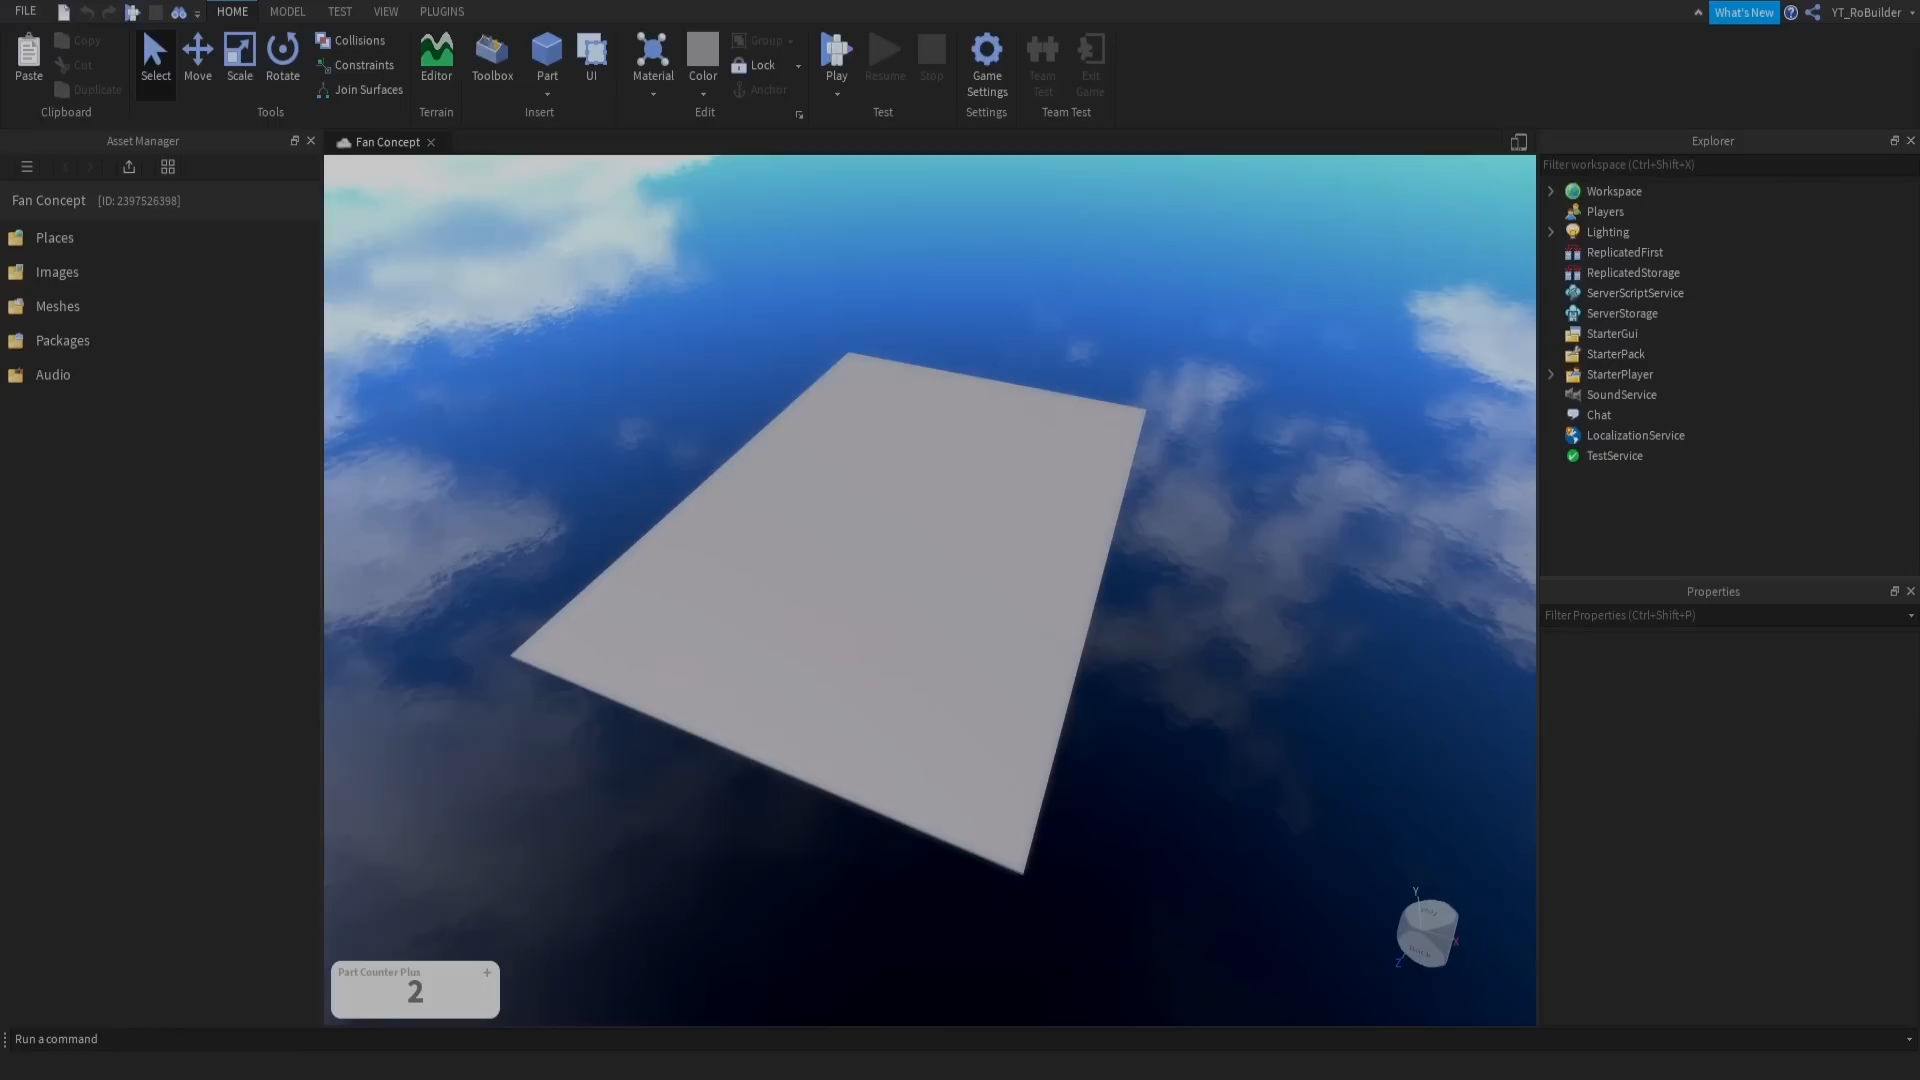 FILE HOME MODEL TEST VIEW PLUGINS What's New YT_RoBuilder
Paste Copy Cut Duplicate
Clipboard
Select Move Scale Rotate
Collisions
Constraints
Join Surfaces
Tools
Editor
Terrain
Toolbox Part UI
Insert
Material Color Group Lock Anchor
Edit
Play Resume Stop
Test
Game Settings
Settings
Team Test Exit Game
Team Test
Asset Manager
Fan Concept [ID: 2397526398]
Places
Images
Meshes
Packages
Audio
Fan Concept
Y
X
Z
Back
Part Counter Plus +
2
Explorer
Filter workspace (Ctrl+Shift+X)
Workspace
Players
Lighting
ReplicatedFirst
ReplicatedStorage
ServerScriptService
ServerStorage
StarterGui
StarterPack
StarterPlayer
SoundService
Chat
LocalizationService
TestService
Properties
Filter Properties (Ctrl+Shift+P)
Run a command